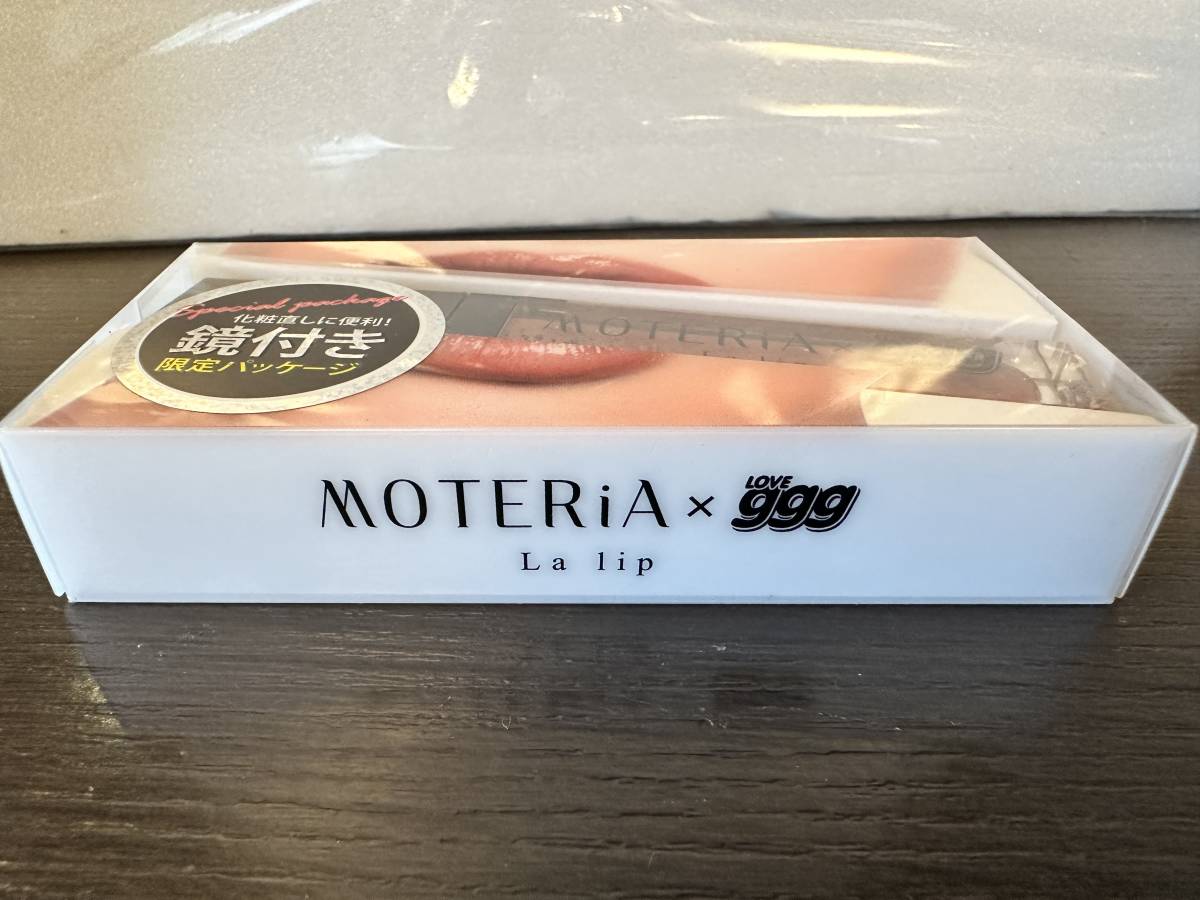 Special package
化粧直しに便利!
鏡付き
限定パッケージ
MOTERiA
ggg
MOTERiA × LOVE ggg
La lip